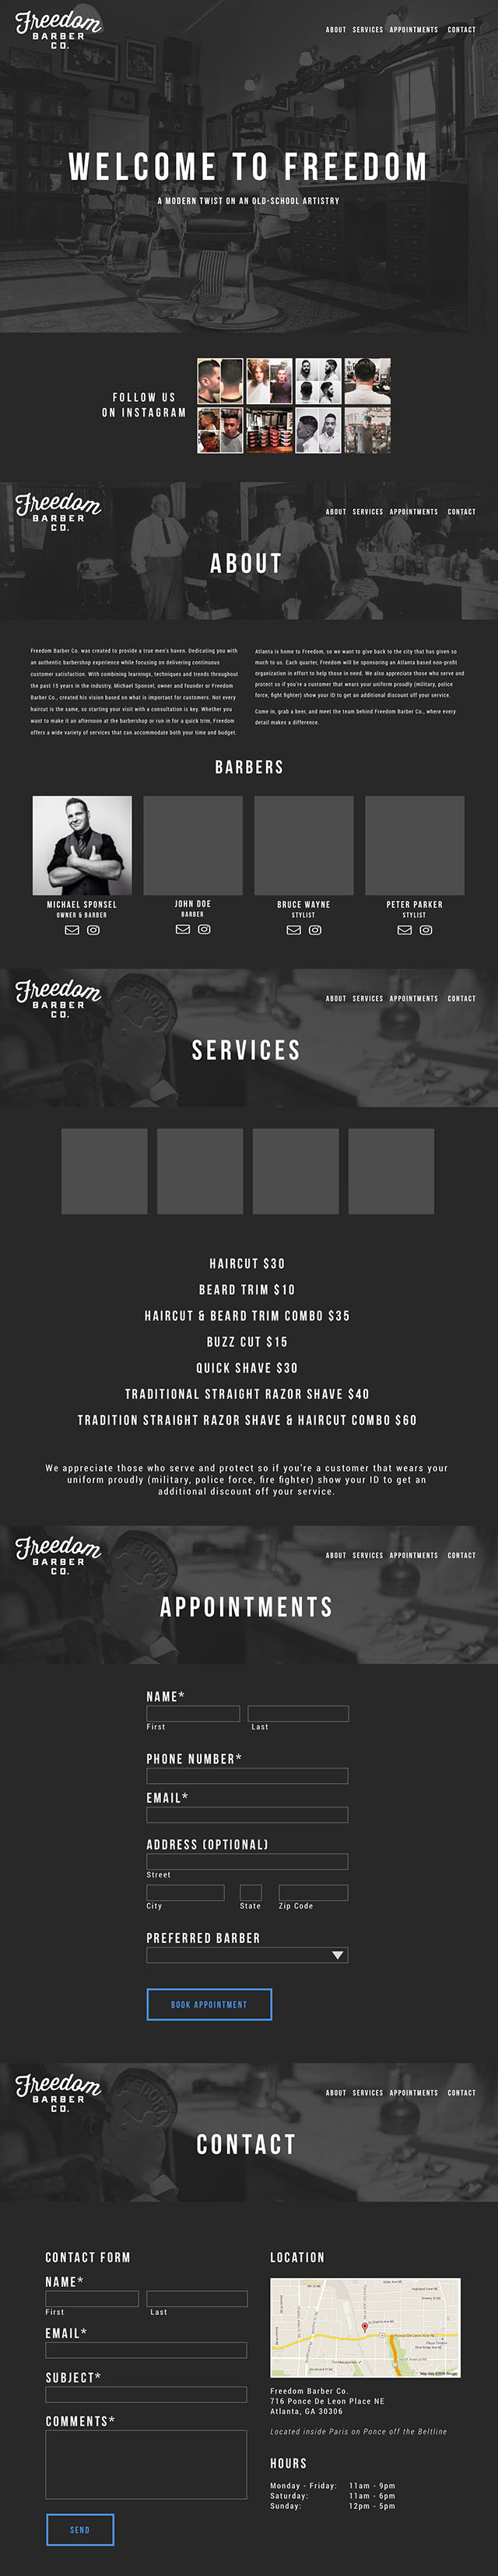 Freedom
BARBER
CO.
ABOUT SERVICES APPOINTMENTS CONTACT
WELCOME TO FREEDOM
A MODERN TWIST ON AN OLD-SCHOOL ARTISTRY
FOLLOW US
ON INSTAGRAM
Freedom
BARBER
CO.
ABOUT SERVICES APPOINTMENTS CONTACT
ABOUT
Freedom Barber Co. was created to provide a true men's haven. Dedicating you with
an authentic barbershop experience while focusing on delivering continuous
customer satisfaction. With combining learnings, techniques and trends throughout
the past 15 years in the industry, Michael Sponsel, owner and founder or Freedom
Barber Co., created his vision based on what is important for customers. Not every
haircut is the same, so starting your visit with a consultation is key. Whether you
want to make it an afternoon at the barbershop or run in for a quick trim, Freedom
offers a wide variety of services that can accommodate both your time and budget.
Atlanta is home to Freedom, so we want to give back to the city that has given so
much to us. Each quarter, Freedom will be sponsoring an Atlanta based non-profit
organization in effort to help those in need. We also appreciate those who serve and
protect so if you're a customer that wears your uniform proudly (military, police
force, fight fighter) show your ID to get an additional discount off your service.
Come in, grab a beer, and meet the team behind Freedom Barber Co., where every
detail makes a difference.
BARBERS
MICHAEL SPONSEL
OWNER & BARBER
JOHN DOE
BARBER
BRUCE WAYNE
STYLIST
PETER PARKER
STYLIST
Freedom
BARBER
CO.
ABOUT SERVICES APPOINTMENTS CONTACT
SERVICES
HAIRCUT $30
BEARD TRIM $10
HAIRCUT & BEARD TRIM COMBO $35
BUZZ CUT $15
QUICK SHAVE $30
TRADITIONAL STRAIGHT RAZOR SHAVE $40
TRADITION STRAIGHT RAZOR SHAVE & HAIRCUT COMBO $60
We appreciate those who serve and protect so if you're a customer that wears your
uniform proudly (military, police force, fire fighter) show your ID to get an
additional discount off your service.
Freedom
BARBER
CO.
ABOUT SERVICES APPOINTMENTS CONTACT
APPOINTMENTS
NAME*
First Last
PHONE NUMBER*
EMAIL*
ADDRESS (OPTIONAL)
Street
City State Zip Code
PREFERRED BARBER
BOOK APPOINTMENT
Freedom
BARBER
CO.
ABOUT SERVICES APPOINTMENTS CONTACT
CONTACT
CONTACT FORM
NAME*
First Last
EMAIL*
SUBJECT*
COMMENTS*
SEND
LOCATION
Freedom Barber Co.
716 Ponce De Leon Place NE
Atlanta, GA 30306
Located inside Paris on Ponce off the Beltline
HOURS
Monday - Friday: 11am - 9pm
Saturday: 11am - 6pm
Sunday: 12pm - 5pm